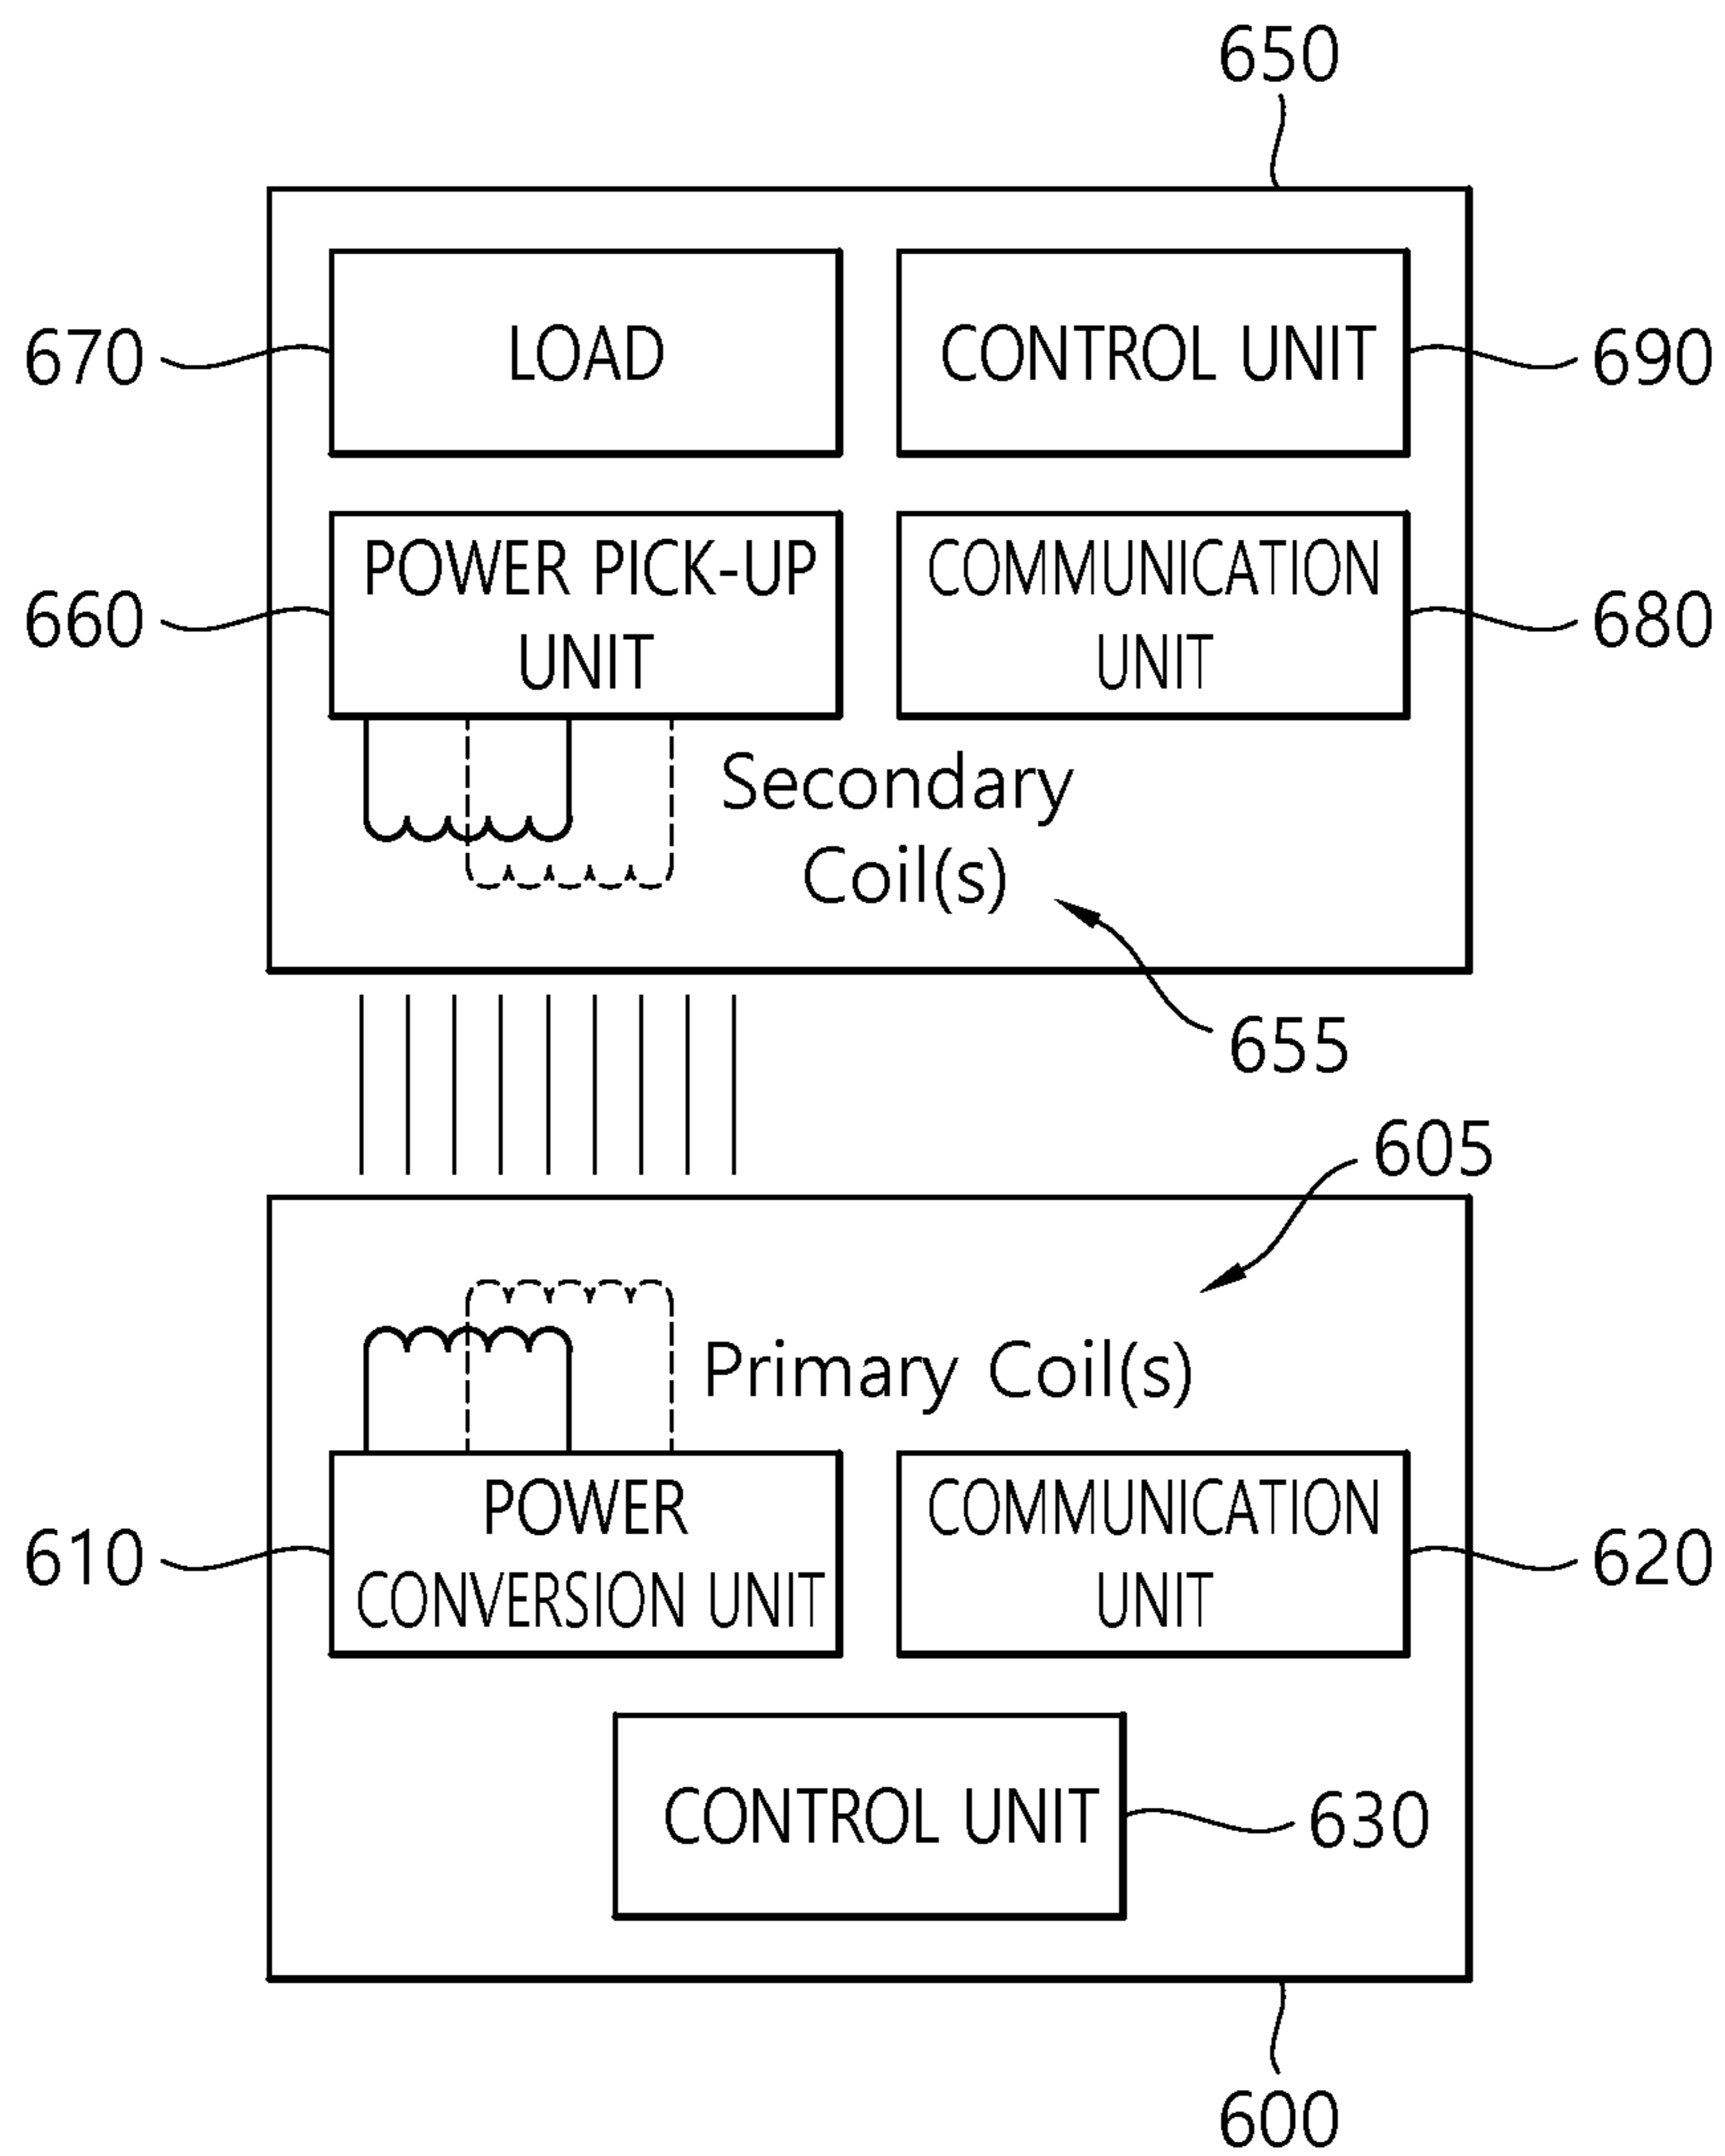 650
670
LOAD
CONTROL UNIT
690
660
POWER PICK-UP
UNIT
COMMUNICATION
UNIT
680
Secondary
Coil(s)
655
605
Primary Coil(s)
610
POWER
CONVERSION UNIT
COMMUNICATION
UNIT
620
CONTROL UNIT
630
600